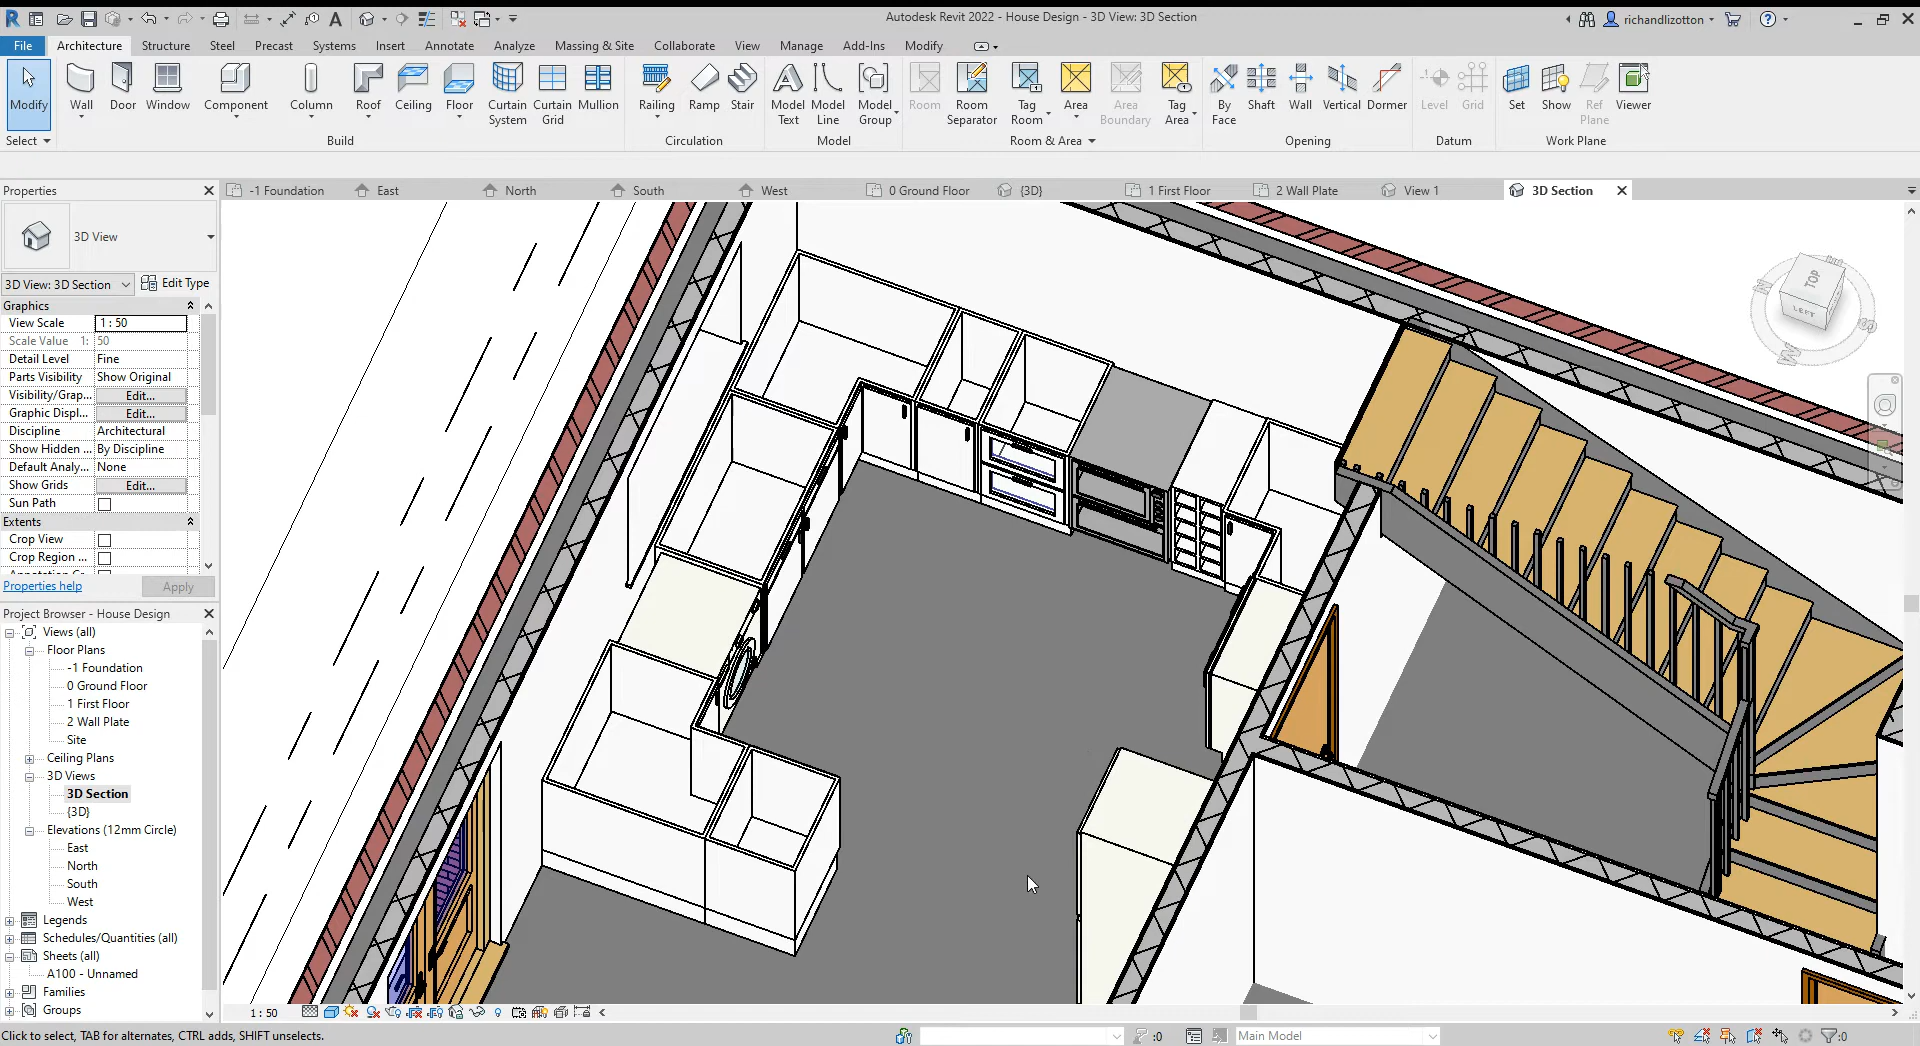 Autodesk Revit 2022 - House Design - 3D View: 3D Section
richandlizotton
File Architecture Structure Steel Precast Systems Insert Annotate Analyze Massing & Site Collaborate View Manage Add-Ins Modify
Modify Wall Door Window Component Column Roof Ceiling Floor Curtain System Curtain Grid Mullion Railing Ramp Stair Model Text Model Line Model Group Room Room Separator Tag Room Area Area Boundary Tag Area By Face Shaft Wall Vertical Dormer Level Grid Set Show Ref Plane Viewer
Select Build Circulation Model Room & Area Opening Datum Work Plane
Properties
-1 Foundation East North South West 0 Ground Floor {3D} 1 First Floor 2 Wall Plate View 1 3D Section
3D View
3D View: 3D Section Edit Type
Graphics
View Scale 1 : 50
Scale Value 1: 50
Detail Level Fine
Parts Visibility Show Original
Visibility/Grap... Edit...
Graphic Displ... Edit...
Discipline Architectural
Show Hidden ... By Discipline
Default Analy... None
Show Grids Edit...
Sun Path
Extents
Crop View
Crop Region ...
Properties help Apply
Project Browser - House Design
Views (all)
Floor Plans
-1 Foundation
0 Ground Floor
1 First Floor
2 Wall Plate
Site
Ceiling Plans
3D Views
3D Section
{3D}
Elevations (12mm Circle)
East
North
South
West
Legends
Schedules/Quantities (all)
Sheets (all)
A100 - Unnamed
Families
Groups
TOP
LEFT
1 : 50
Click to select, TAB for alternates, CTRL adds, SHIFT unselects.
:0
Main Model
:0